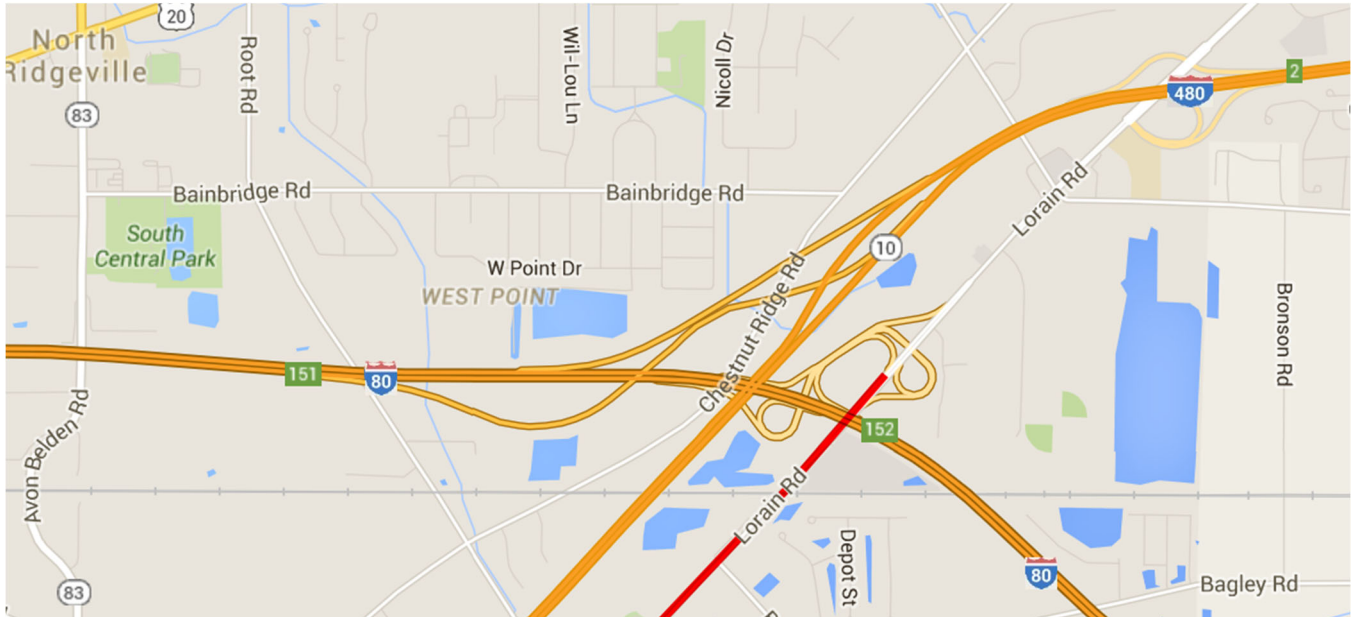 20
North
Ridgeville
83
Root Rd
Wil-Lou Ln
Nicoll Dr
2
480
Bainbridge Rd
Bainbridge Rd
Lorain Rd
South
Central Park
10
W Point Dr
WEST POINT
Chestnut Ridge Rd
Bronson Rd
151
80
Avon Belden Rd
152
Lorain Rd
Depot St
80
Bagley Rd
83